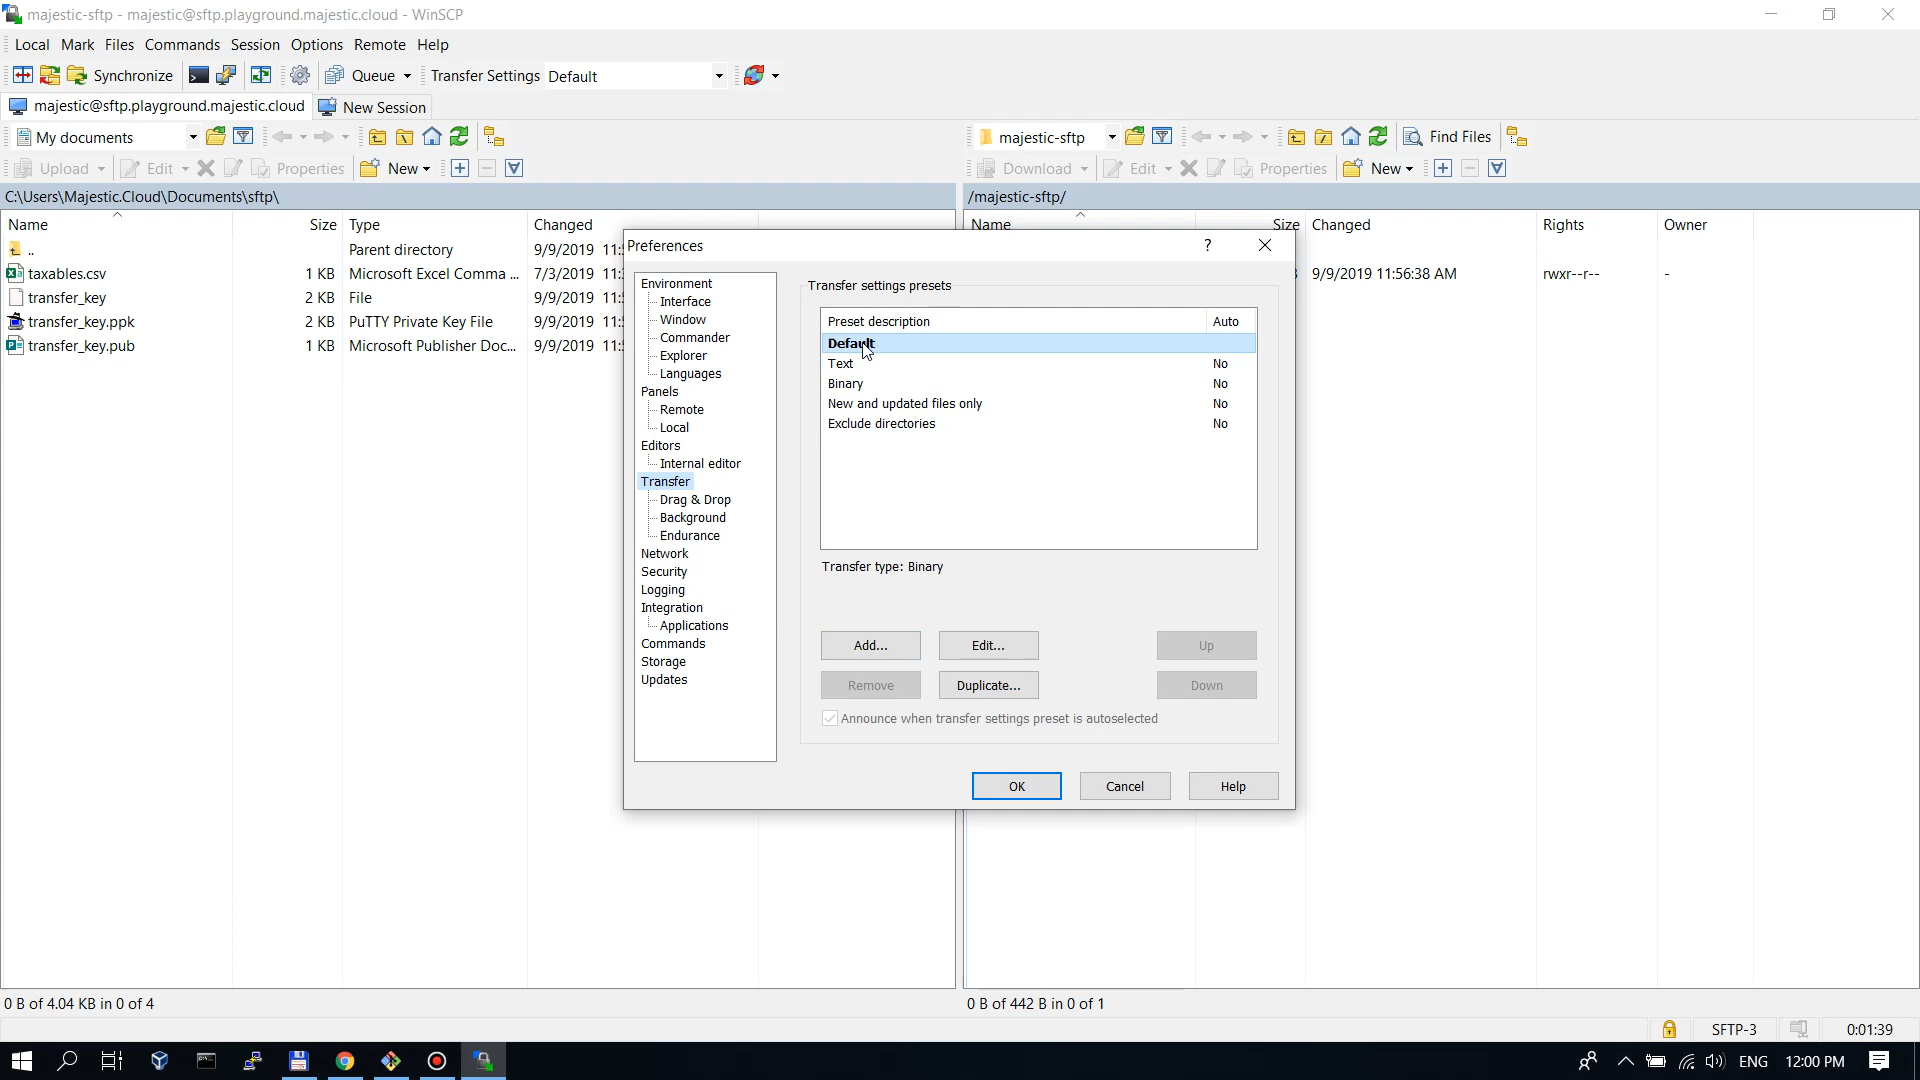 majestic-sftp - majestic@sftp.playground.majestic.cloud - WinSCP
Local Mark Files Commands Session Options Remote Help
Synchronize Queue Transfer Settings Default
majestic@sftp.playground.majestic.cloud New Session
My documents
majestic-sftp Find Files
Upload Edit Properties New
Download Edit Properties New
C:\Users\Majestic.Cloud\Documents\sftp\
/majestic-sftp/
Name Size Type Changed
.. Parent directory 9/9/2019 11:
taxables.csv 1 KB Microsoft Excel Comma ... 7/3/2019 11:
transfer_key 2 KB File 9/9/2019 11:
transfer_key.ppk 2 KB PuTTY Private Key File 9/9/2019 11:
transfer_key.pub 1 KB Microsoft Publisher Doc... 9/9/2019 11:
Name Size Changed Rights Owner
9/9/2019 11:56:38 AM rwxr--r-- -
Preferences ?
Environment
Interface
Window
Commander
Explorer
Languages
Panels
Remote
Local
Editors
Internal editor
Transfer
Drag & Drop
Background
Endurance
Network
Security
Logging
Integration
Applications
Commands
Storage
Updates
Transfer settings presets
Preset description Auto
Default
Text No
Binary No
New and updated files only No
Exclude directories No
Transfer type: Binary
Add... Edit... Up
Remove Duplicate... Down
Announce when transfer settings preset is autoselected
OK Cancel Help
0 B of 4.04 KB in 0 of 4
0 B of 442 B in 0 of 1
SFTP-3 0:01:39
ENG 12:00 PM